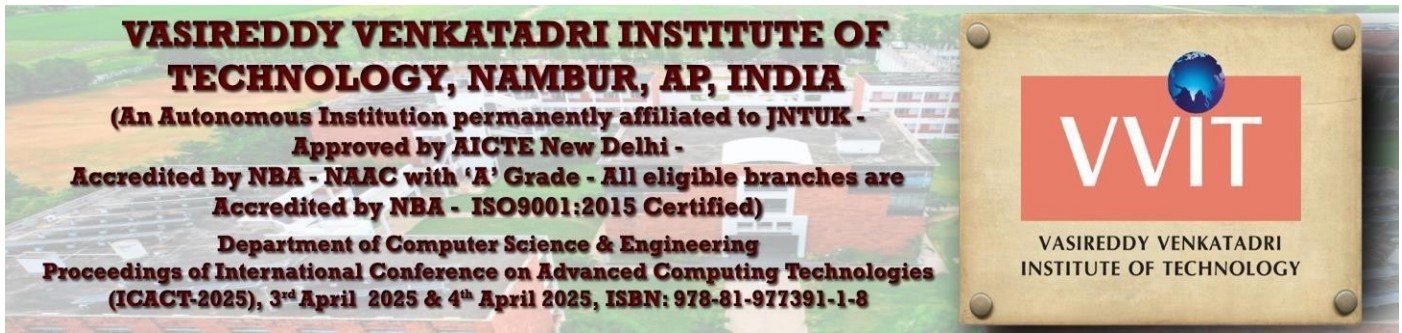 VASIREDDY VENKATADRI INSTITUTE OF
TECHNOLOGY, NAMBUR, AP, INDIA
(An Autonomous Institution permanently affiliated to JNTUK -
Approved by AICTE New Delhi -
Accredited by NBA - NAAC with ‘A’ Grade - All eligible branches are
Accredited by NBA - ISO9001:2015 Certified)
Department of Computer Science & Engineering
Proceedings of International Conference on Advanced Computing Technologies
(ICACT-2025), 3rd April 2025 & 4th April 2025, ISBN: 978-81-977391-1-8
VVIT
VASIREDDY VENKATADRI
INSTITUTE OF TECHNOLOGY